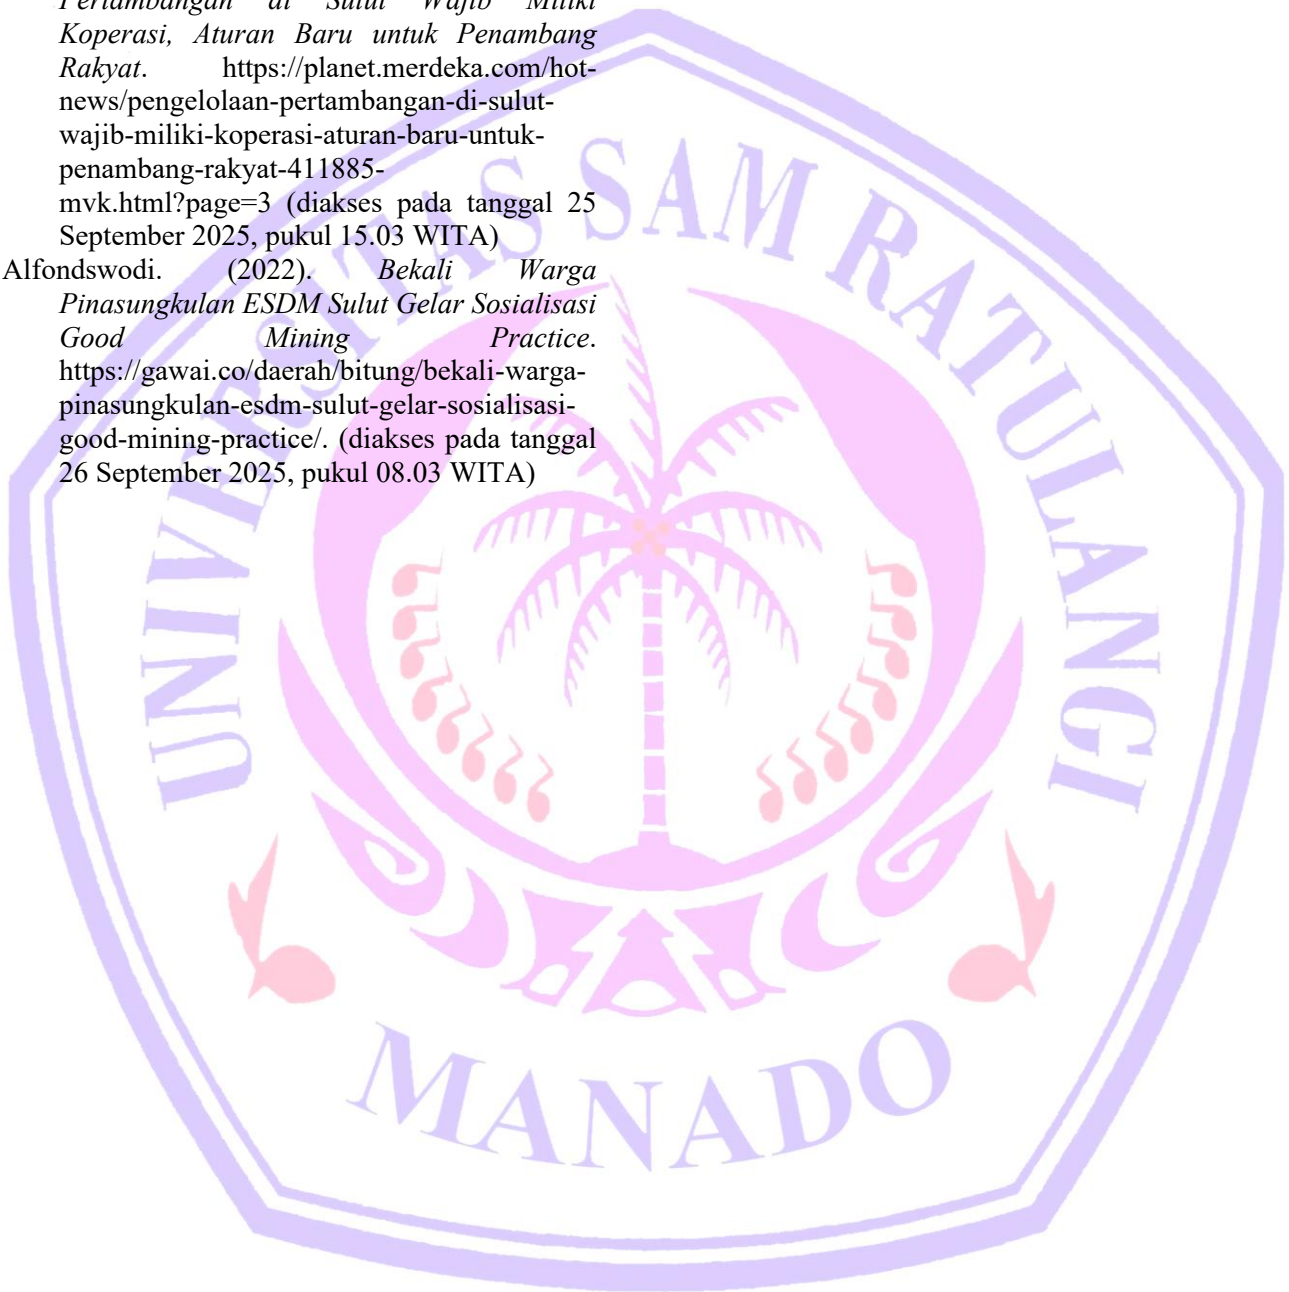 Pertambangan di Sulut Wajib Miliki
Koperasi, Aturan Baru untuk Penambang
Rakyat. https://planet.merdeka.com/hot-
news/pengelolaan-pertambangan-di-sulut-
wajib-miliki-koperasi-aturan-baru-untuk-
penambang-rakyat-411885-
mvk.html?page=3 (diakses pada tanggal 25
September 2025, pukul 15.03 WITA)
Alfondswodi. (2022). Bekali Warga
Pinasungkulan ESDM Sulut Gelar Sosialisasi
Good Mining Practice.
https://gawai.co/daerah/bitung/bekali-warga-
pinasungkulan-esdm-sulut-gelar-sosialisasi-
good-mining-practice/. (diakses pada tanggal
26 September 2025, pukul 08.03 WITA)
UNIVERSITAS SAM RATULANGI
MANADO